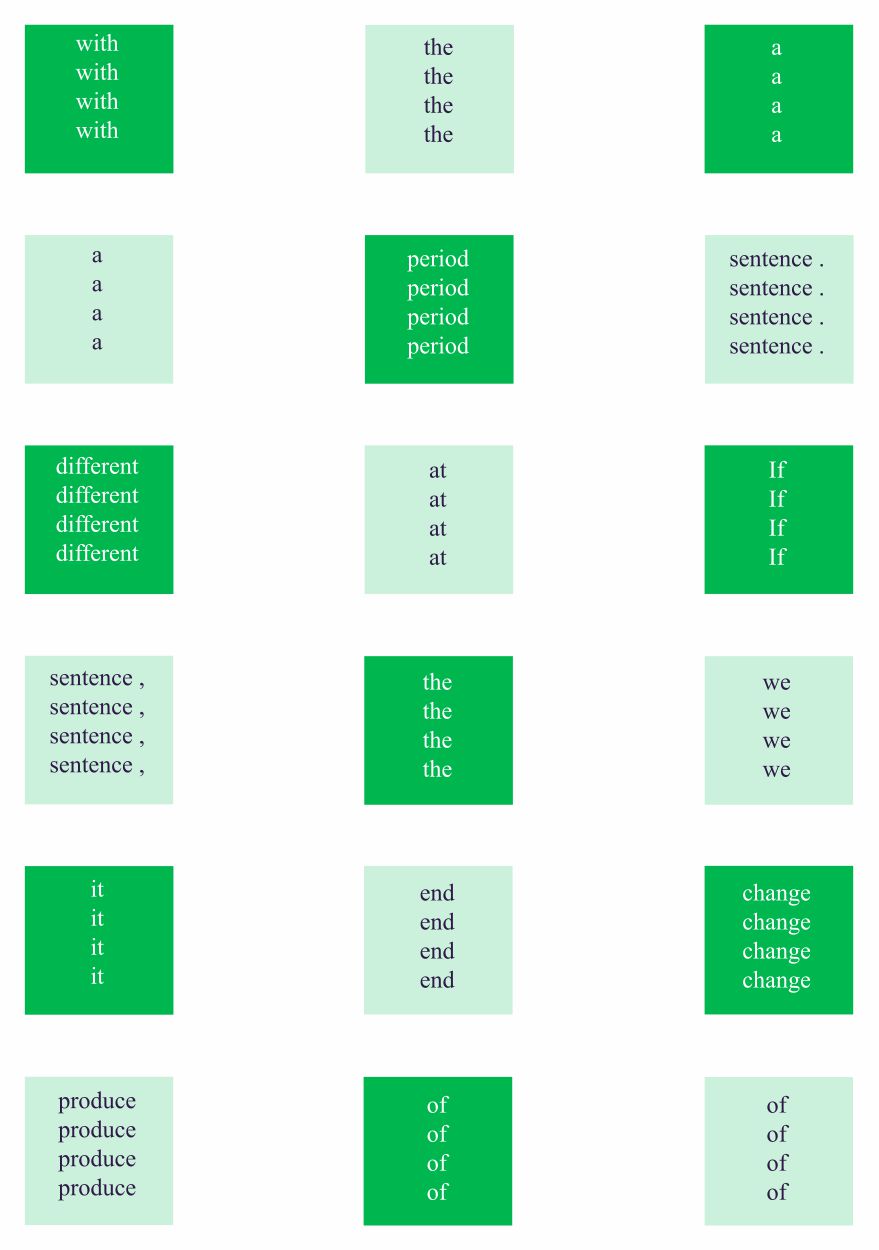 with
with
with
with
the
the
the
the
a
a
a
a
a
a
a
a
period
period
period
period
sentence .
sentence .
sentence .
sentence .
different
different
different
different
at
at
at
at
If
If
If
If
sentence ,
sentence ,
sentence ,
sentence ,
the
the
the
the
we
we
we
we
it
it
it
it
end
end
end
end
change
change
change
change
produce
produce
produce
produce
of
of
of
of
of
of
of
of